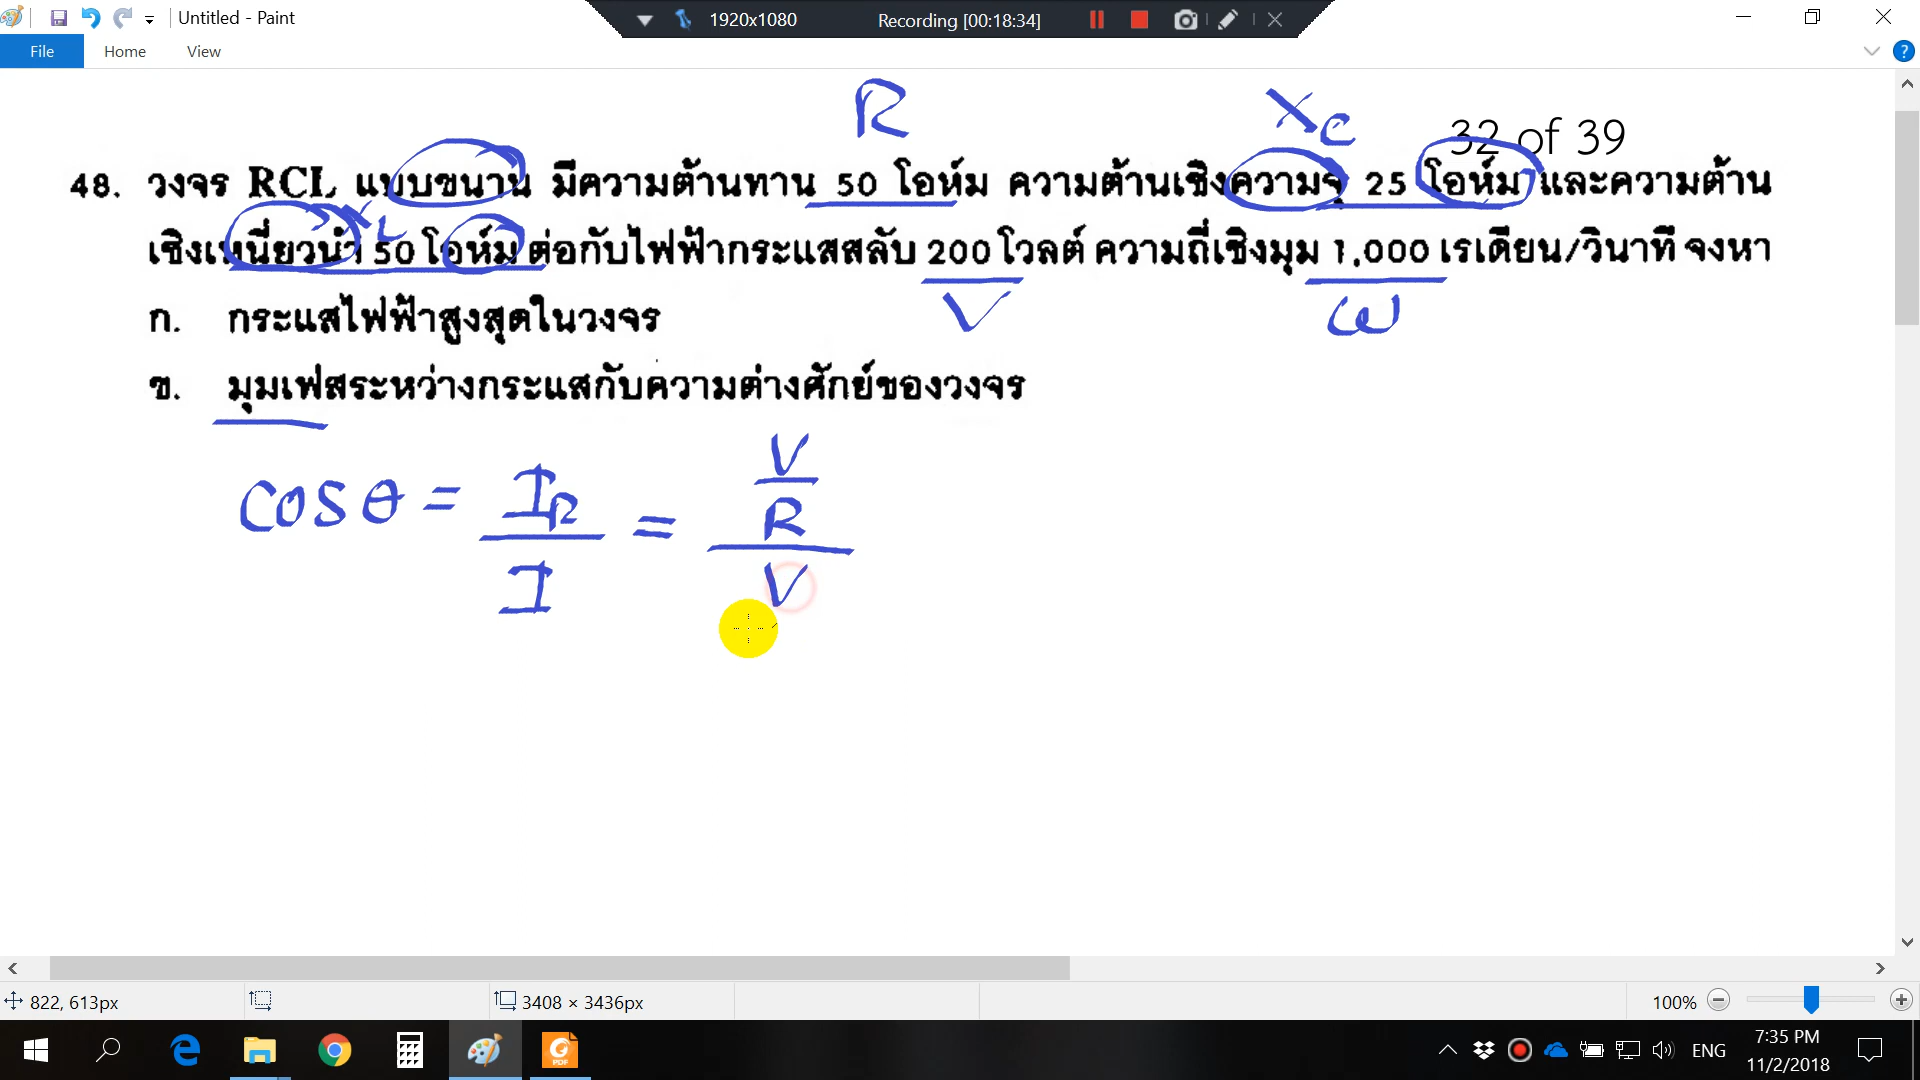 Untitled - Paint
1920x1080
Recording [00:18:34]
File
Home
View
R
X_C
32 of 39
48. วงจร RCL แบบขนาน มีความต้านทาน 50 โอห์ม ความต้านเชิงความจุ 25 โอห์ม และความต้าน
X_L
เชิงเหนี่ยวนำ 50 โอห์ม ต่อกับไฟฟ้ากระแสสลับ 200 โวลต์ ความถี่เชิงมุม 1,000 เรเดียน/วินาที จงหา
V
ω
ก. กระแสไฟฟ้าสูงสุดในวงจร
ข. มุมเฟสระหว่างกระแสกับความต่างศักย์ของวงจร
V
cos θ = I_R =
R
I
V
822, 613px
3408 × 3436px
100%
PDF
ENG
7:35 PM
11/2/2018